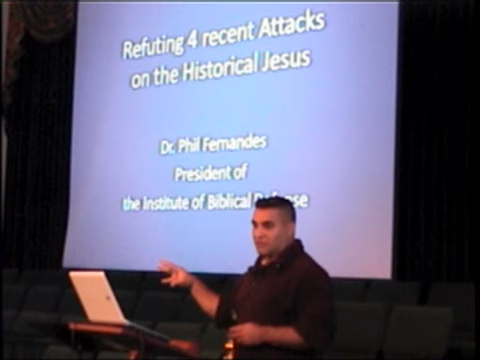 Refuting 4 recent Attacks
on the Historical Jesus
Dr. Phil Fernandes
President of
the Institute of Biblical Defense